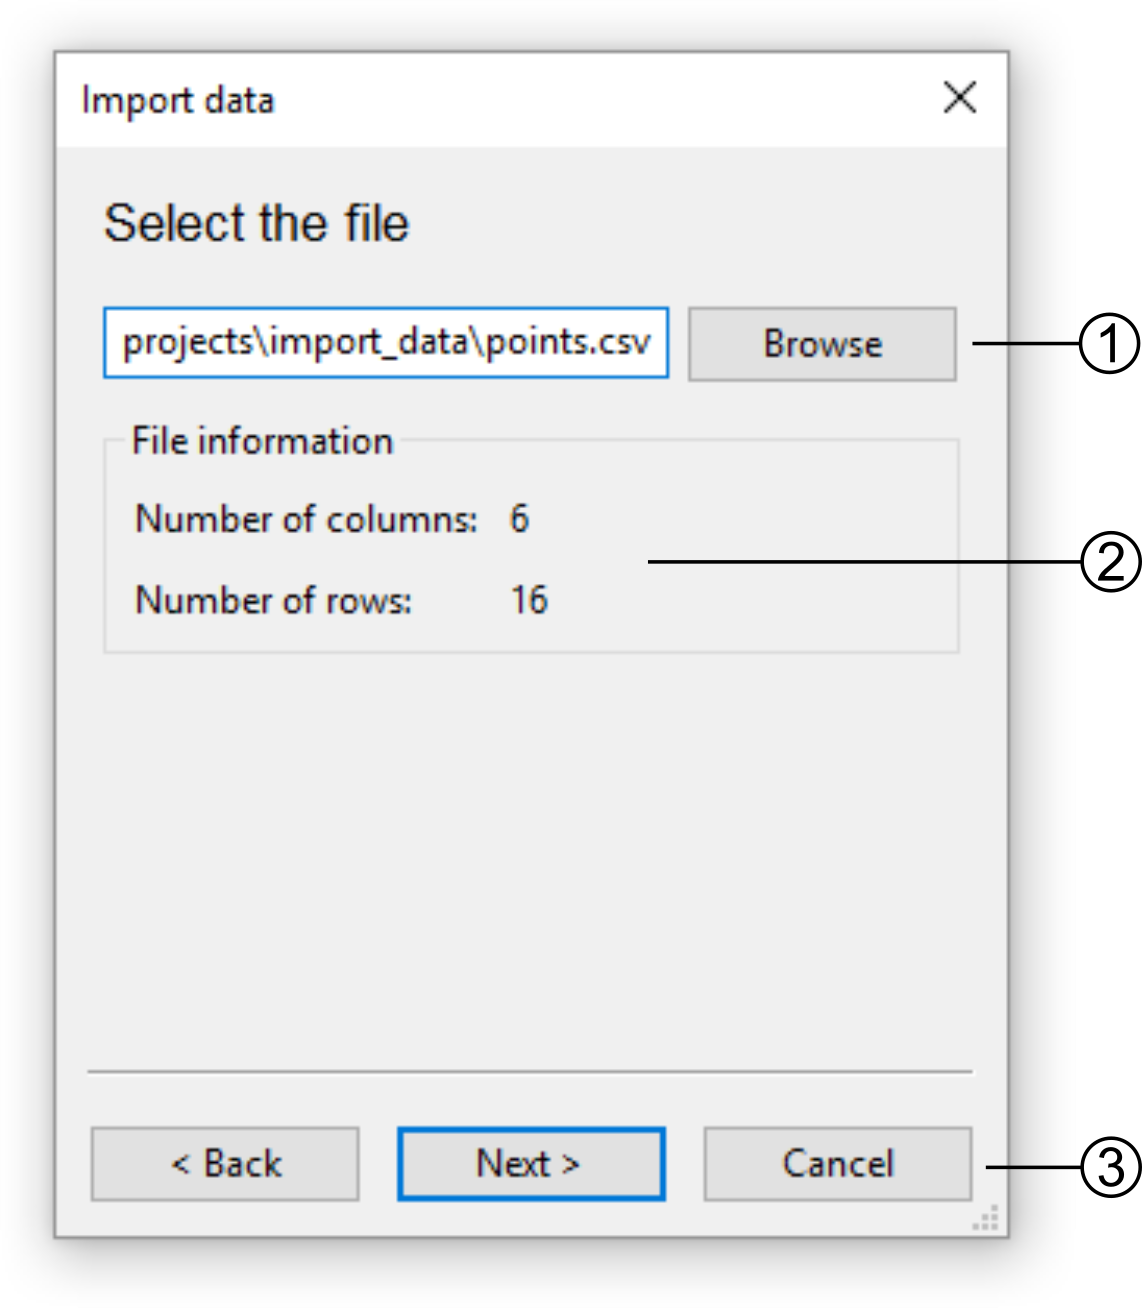 Import data
Select the file
projects\import_data\points.csv Browse 1
File information
Number of columns: 6
2
Number of rows: 16
< Back Next > Cancel 3